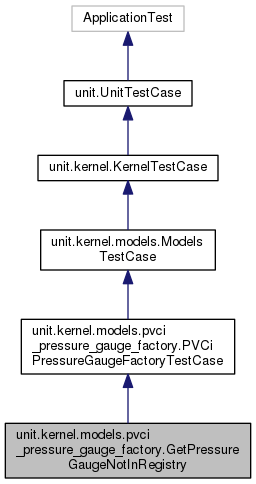 ApplicationTest
unit.UnitTestCase
unit.kernel.KernelTestCase
unit.kernel.models.Models
TestCase
unit.kernel.models.pvci
_pressure_gauge_factory.PVCi
PressureGaugeFactoryTestCase
unit.kernel.models.pvci
_pressure_gauge_factory.GetPressure
GaugeNotInRegistry